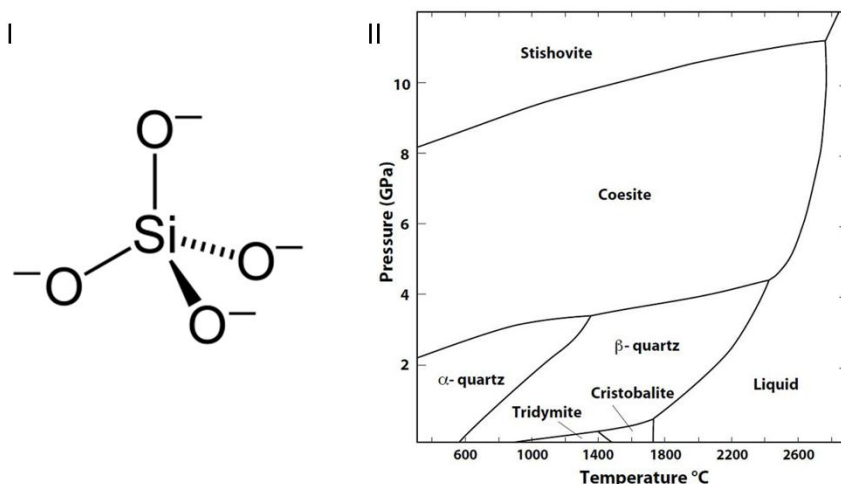 I
II
O−
Si
−O
O−
O−
Stishovite
Coesite
α- quartz
β- quartz
Cristobalite
Tridymite
Liquid
Pressure (GPa)
10
8
6
4
2
600 1000 1400 1800 2200 2600
Temperature °C